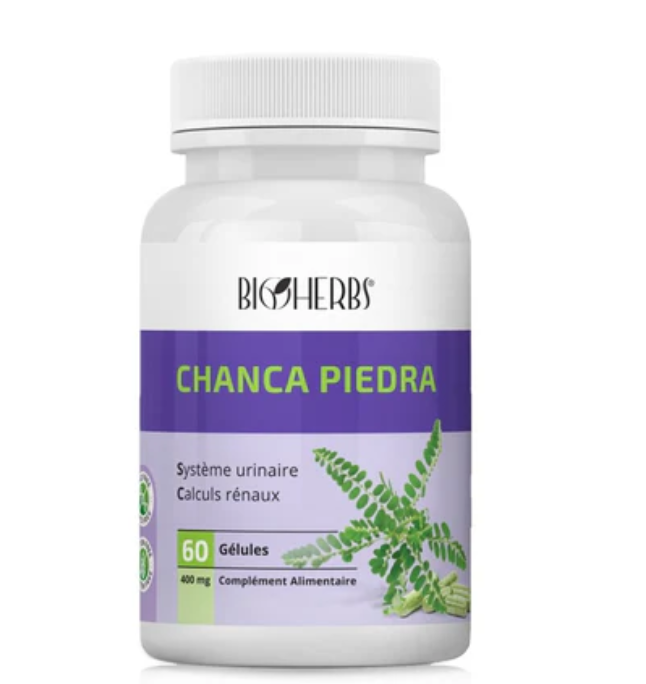 BIOHERBS®
CHANCA PIEDRA
Système urinaire
Calculs rénaux
60 Gélules
400 mg Complément Alimentaire